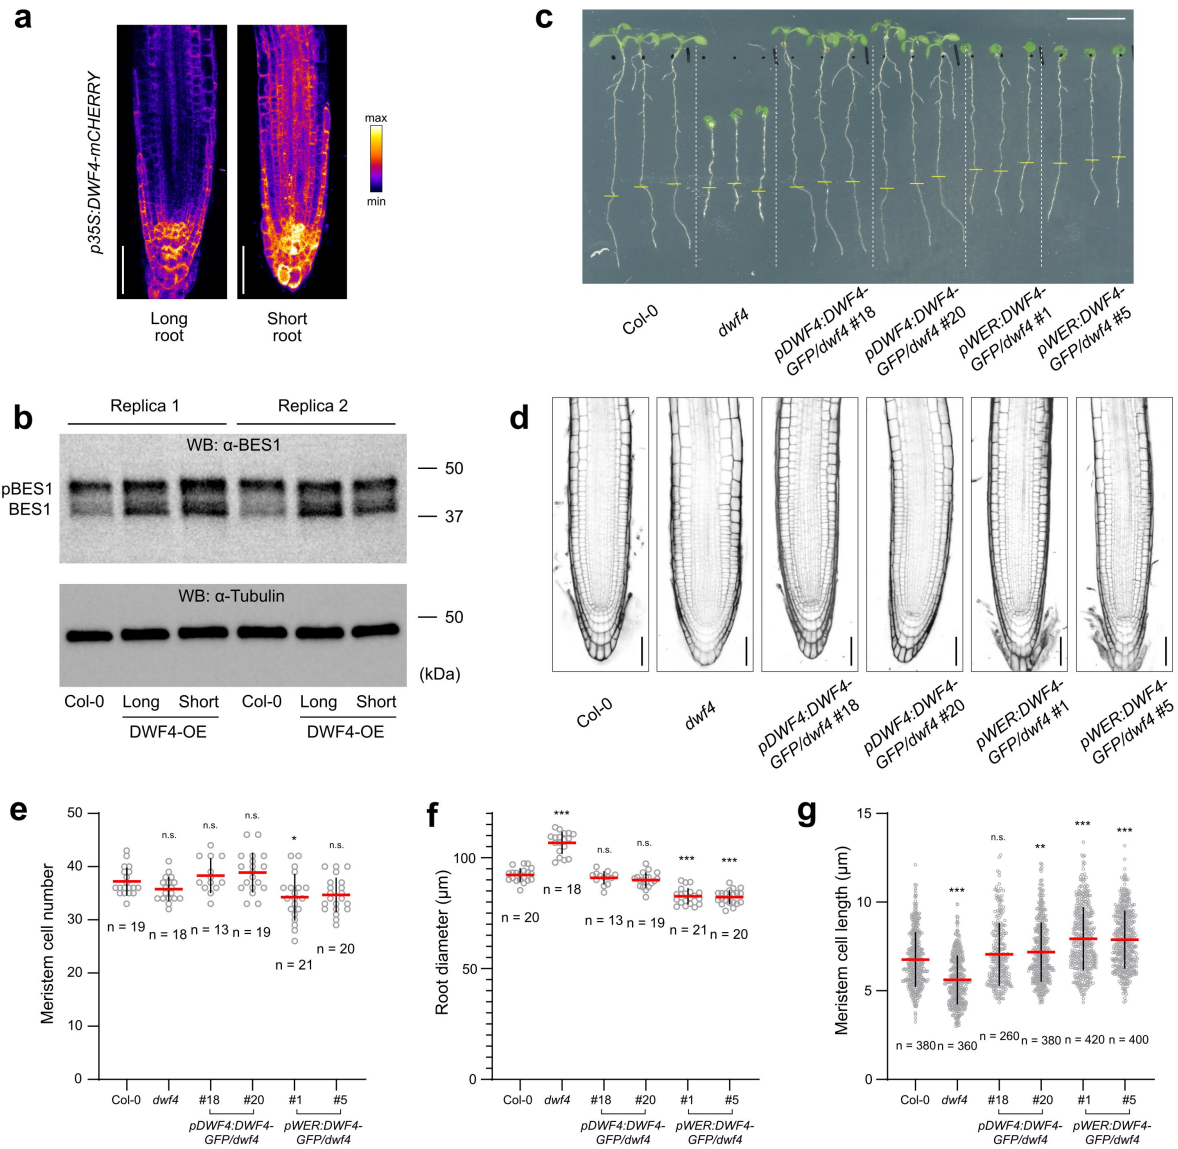 a
p35S:DWF4-mCHERRY
max
min
Long
root
Short
root
b
Replica 1
Replica 2
WB: α-BES1
pBES1
BES1
50
37
WB: α-Tubulin
50
(kDa)
Col-0
Long
Short
Col-0
Long
Short
DWF4-OE
DWF4-OE
c
Col-0
dwf4
pDWF4:DWF4-
GFP/dwf4 #18
pDWF4:DWF4-
GFP/dwf4 #20
pWER:DWF4-
GFP/dwf4 #1
pWER:DWF4-
GFP/dwf4 #5
d
Col-0
dwf4
pDWF4:DWF4-
GFP/dwf4 #18
pDWF4:DWF4-
GFP/dwf4 #20
pWER:DWF4-
GFP/dwf4 #1
pWER:DWF4-
GFP/dwf4 #5
e
Meristem cell number
50
40
30
20
10
0
n.s.
n.s.
n.s.
*
n.s.
n = 19
n = 18
n = 13
n = 19
n = 21
n = 20
Col-0
dwf4
#18
#20
#1
#5
pDWF4:DWF4-
GFP/dwf4
pWER:DWF4-
GFP/dwf4
f
Root diameter (μm)
100
50
0
***
n.s.
n.s.
***
***
n = 20
n = 18
n = 13
n = 19
n = 21
n = 20
Col-0
dwf4
#18
#20
#1
#5
pDWF4:DWF4-
GFP/dwf4
pWER:DWF4-
GFP/dwf4
g
Meristem cell length (μm)
15
10
5
0
***
n.s.
**
***
***
n = 380
n = 360
n = 260
n = 380
n = 420
n = 400
Col-0
dwf4
#18
#20
#1
#5
pDWF4:DWF4-
GFP/dwf4
pWER:DWF4-
GFP/dwf4